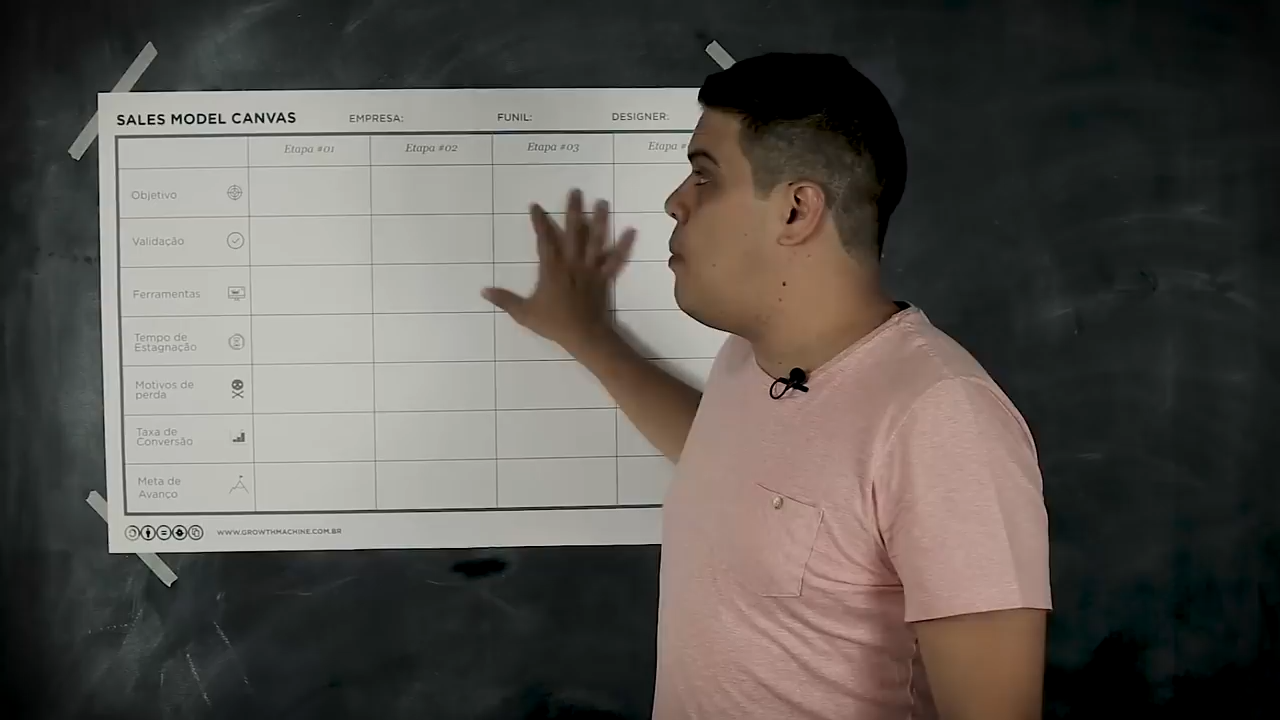 SALES MODEL CANVAS EMPRESA: FUNIL: DESIGNER:
Etapa #01 Etapa #02 Etapa #03 Etapa #
Objetivo
Validação
Ferramentas
Tempo de
Estagnação
Motivos de
perda
Taxa de
Conversão
Meta de
Avanço
WWW.GROWTHMACHINE.COM.BR